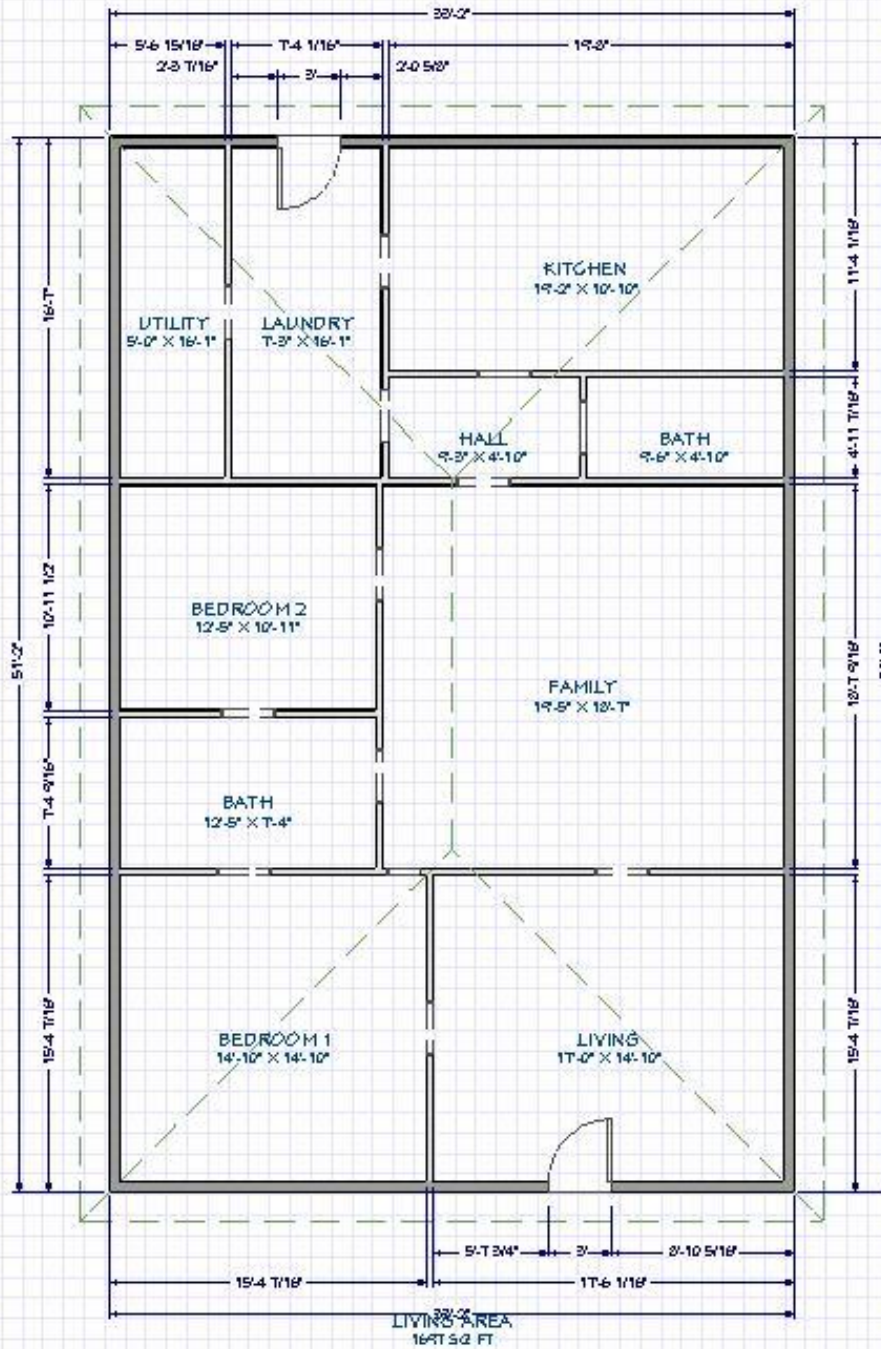 5'-6 15/16"
7'-4 1/16"
2'-3 7/16"
3'
2'-0 5/8"
16'-7"
11'-4 1/16"
KITCHEN
19'-2" X 10'-10"
UTILITY
5'-0" X 16'-1"
LAUNDRY
7'-3" X 16'-1"
4'-11 7/16"
HALL
9'-3" X 4'-10"
BATH
9'-6" X 4'-10"
10'-11 1/2"
51'-2"
BEDROOM 2
12'-5" X 10'-11"
FAMILY
19'-5" X 18'-7"
18'-7 9/16"
7'-4 9/16"
BATH
12'-5" X 7'-4"
15'-4 7/16"
15'-4 7/16"
BEDROOM 1
14'-10" X 14'-10"
LIVING
17'-0" X 14'-10"
5'-7 3/4"
3'
8'-10 5/16"
15'-4 7/16"
17'-6 1/16"
LIVING AREA
1697 SQ FT